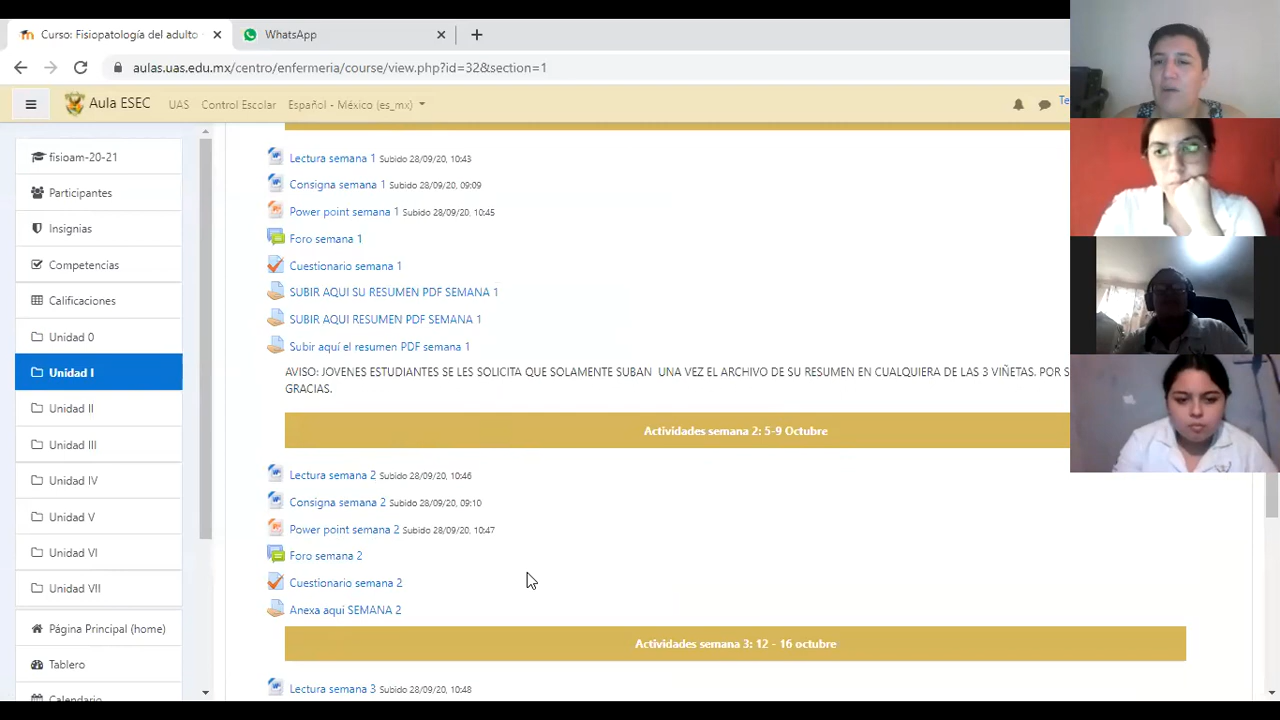 Curso: Fisiopatología del adulto
WhatsApp
aulas.uas.edu.mx/centro/enfermeria/course/view.php?id=32&section=1
Aula ESEC UAS Control Escolar Español - México (es_mx)
fisioam-20-21
Participantes
Insignias
Competencias
Calificaciones
Unidad 0
Unidad I
Unidad II
Unidad III
Unidad IV
Unidad V
Unidad VI
Unidad VII
Página Principal (home)
Tablero
Calendario
Lectura semana 1 Subido 28/09/20, 10:43
Consigna semana 1 Subido 28/09/20, 09:09
Power point semana 1 Subido 28/09/20, 10:45
Foro semana 1
Cuestionario semana 1
SUBIR AQUI SU RESUMEN PDF SEMANA 1
SUBIR AQUI RESUMEN PDF SEMANA 1
Subir aquí el resumen PDF semana 1
AVISO: JOVENES ESTUDIANTES SE LES SOLICITA QUE SOLAMENTE SUBAN UNA VEZ EL ARCHIVO DE SU RESUMEN EN CUALQUIERA DE LAS 3 VIÑETAS. POR S
GRACIAS.
Actividades semana 2: 5-9 Octubre
Lectura semana 2 Subido 28/09/20, 10:46
Consigna semana 2 Subido 28/09/20, 09:10
Power point semana 2 Subido 28/09/20, 10:47
Foro semana 2
Cuestionario semana 2
Anexa aqui SEMANA 2
Actividades semana 3: 12 - 16 octubre
Lectura semana 3 Subido 28/09/20, 10:48